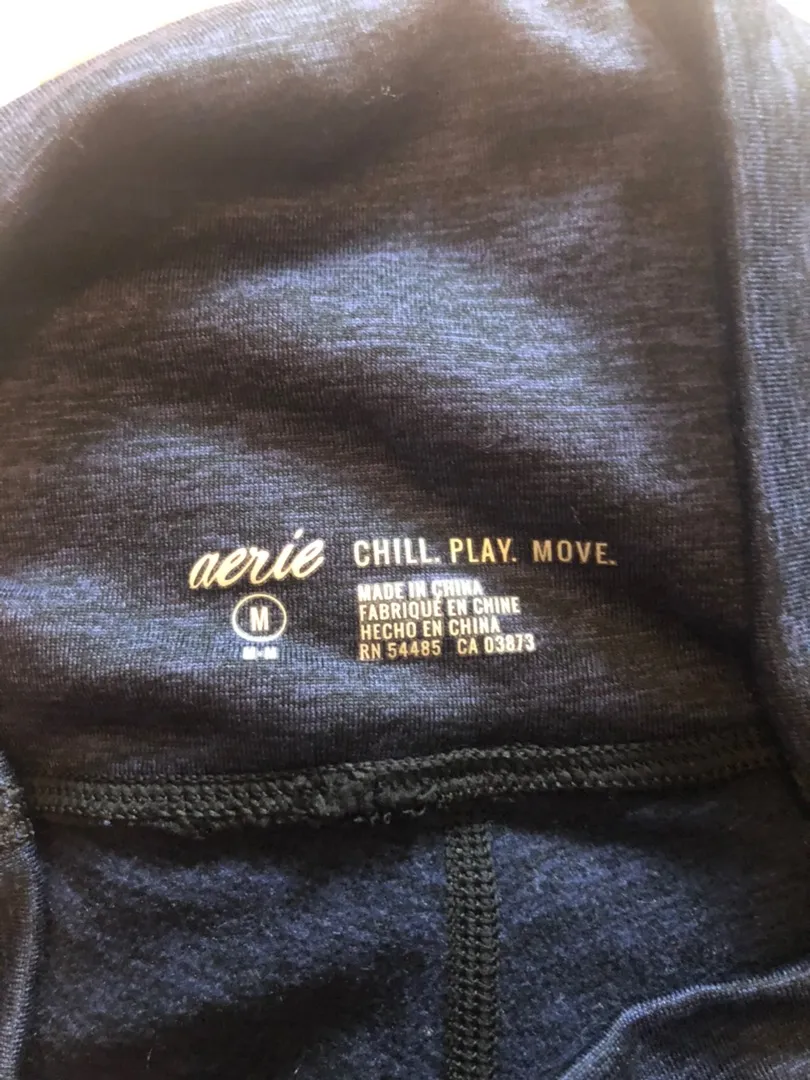 aerie CHILL. PLAY. MOVE.
M
MADE IN CHINA
FABRIQUÉ EN CHINE
HECHO EN CHINA
RN 54485 CA 03873